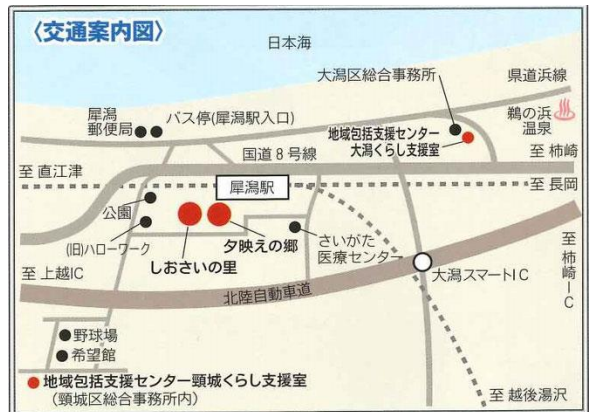 〈交通案内図〉
日本海
大潟区総合事務所
県道浜線
犀潟
郵便局
バス停(犀潟駅入口)
鵜の浜
温泉
地域包括支援センター
大潟くらし支援室
国道8号線
至 直江津
至 柿崎
犀潟駅
至 長岡
公園
(旧)ハローワーク
夕映えの郷
さいがた
医療センター
しおさいの里
至 上越IC
大潟スマートIC
至 柿崎IC
北陸自動車道
野球場
希望館
地域包括支援センター頸城くらし支援室
(頸城区総合事務所内)
至 越後湯沢